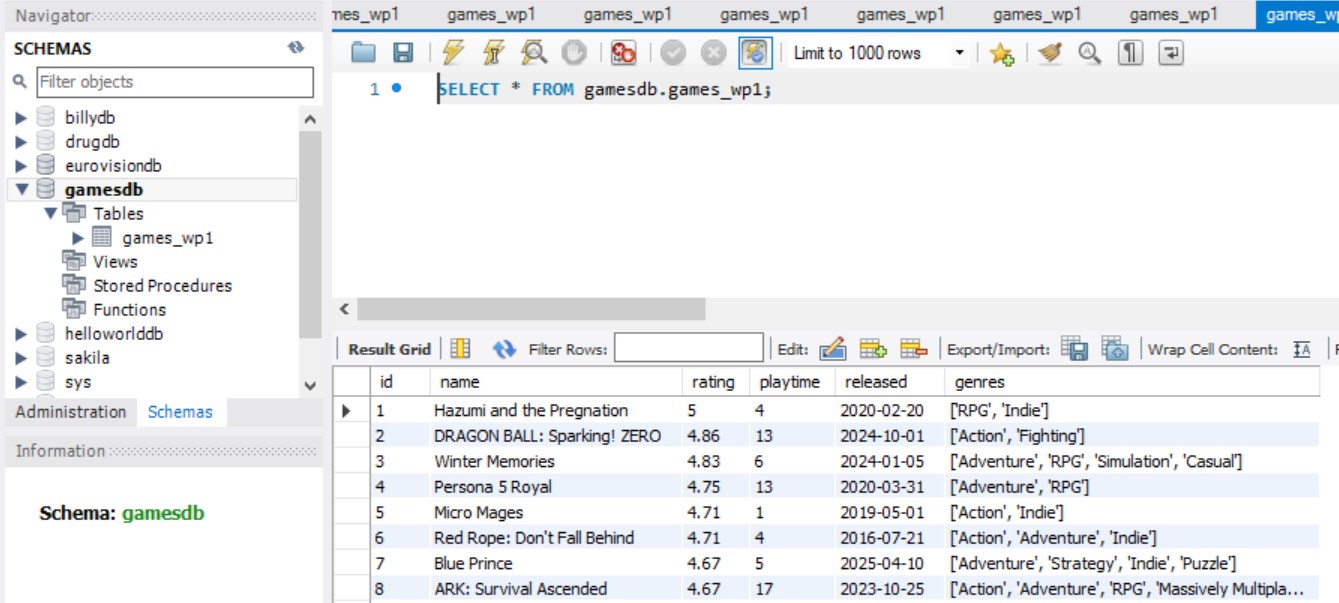 Navigator
SCHEMAS
Filter objects
billydb
drugdb
eurovisiondb
gamesdb
Tables
games_wp1
Views
Stored Procedures
Functions
helloworlddb
sakila
sys
Administration Schemas
Information
Schema: gamesdb
mes_wp1 games_wp1 games_wp1 games_wp1 games_wp1 games_wp1 games_wp1 games_wp
Limit to 1000 rows
1 SELECT * FROM gamesdb.games_wp1;
Result Grid Filter Rows: Edit: Export/Import: Wrap Cell Content: IA
id name rating playtime released genres
1 Hazumi and the Pregnation 5 4 2020-02-20 ['RPG', 'Indie']
2 DRAGON BALL: Sparking! ZERO 4.86 13 2024-10-01 ['Action', 'Fighting']
3 Winter Memories 4.83 6 2024-01-05 ['Adventure', 'RPG', 'Simulation', 'Casual']
4 Persona 5 Royal 4.75 13 2020-03-31 ['Adventure', 'RPG']
5 Micro Mages 4.71 1 2019-05-01 ['Action', 'Indie']
6 Red Rope: Don't Fall Behind 4.71 4 2016-07-21 ['Action', 'Adventure', 'Indie']
7 Blue Prince 4.67 5 2025-04-10 ['Adventure', 'Strategy', 'Indie', 'Puzzle']
8 ARK: Survival Ascended 4.67 17 2023-10-25 ['Action', 'Adventure', 'RPG', 'Massively Multipla...